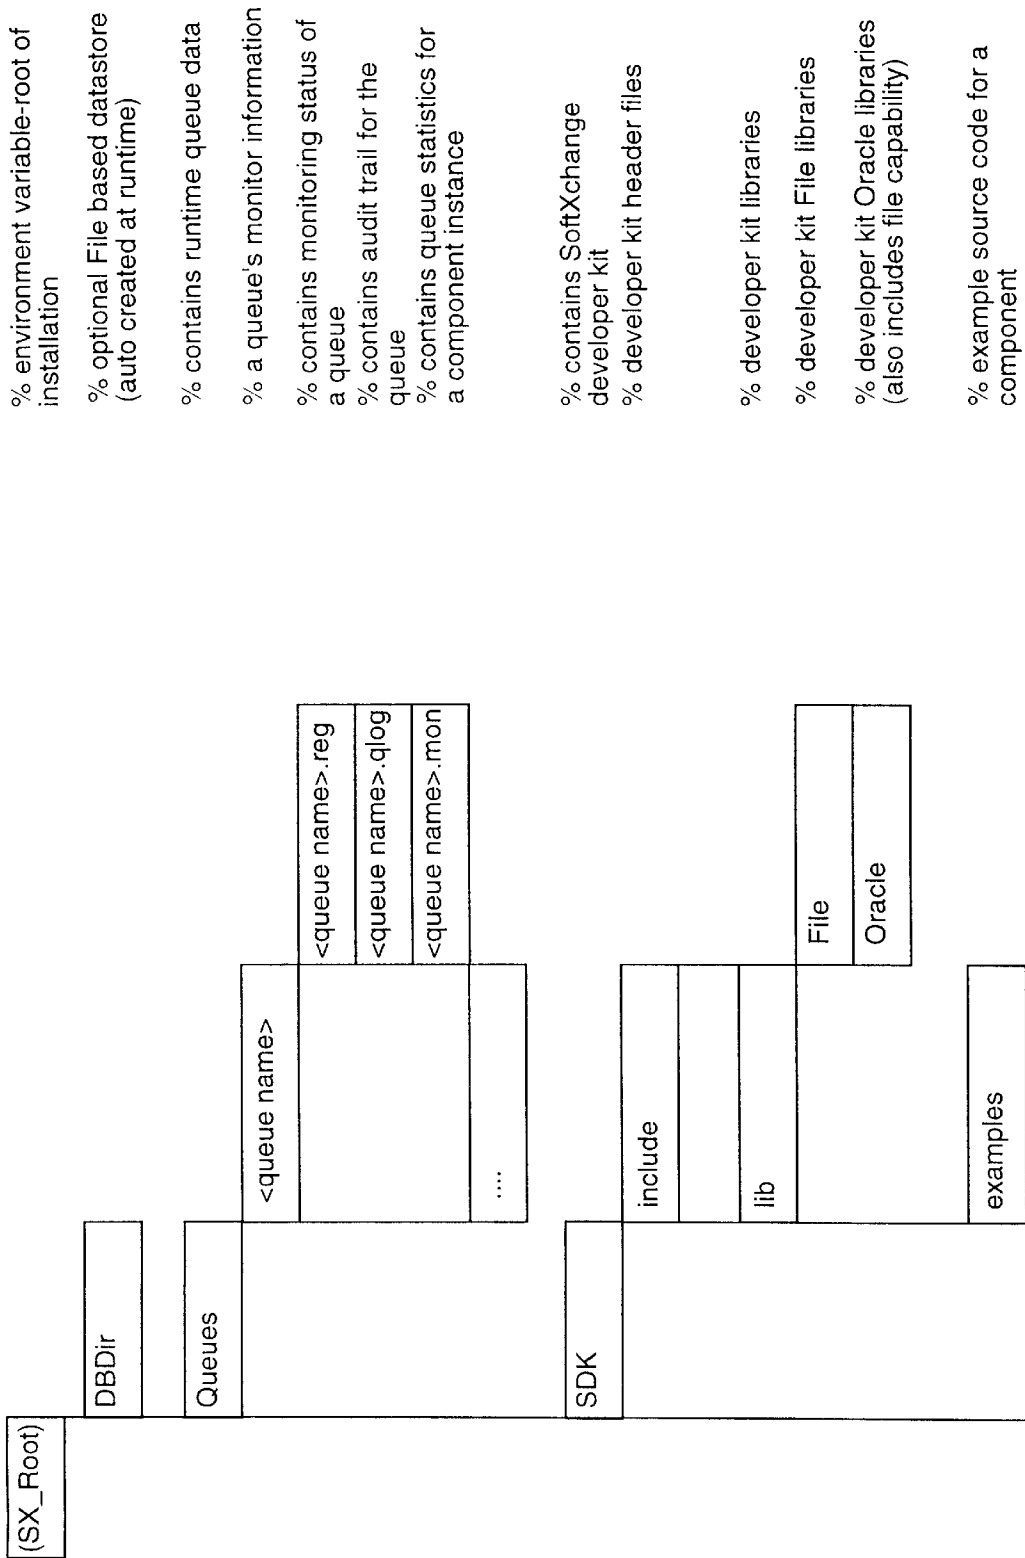 (SX_Root)
% environment variable-root of
installation
DBDir
% optional File based datastore
(auto created at runtime)
Queues
% contains runtime queue data
<queue name>
% a queue's monitor information
<queue name>.reg
% contains monitoring status of
a queue
<queue name>.qlog
% contains audit trail for the
queue
<queue name>.mon
% contains queue statistics for
a component instance
....
SDK
% contains SoftXchange
developer kit
include
% developer kit header files
lib
% developer kit libraries
File
% developer kit File libraries
Oracle
% developer kit Oracle libraries
(also includes file capability)
examples
% example source code for a
component